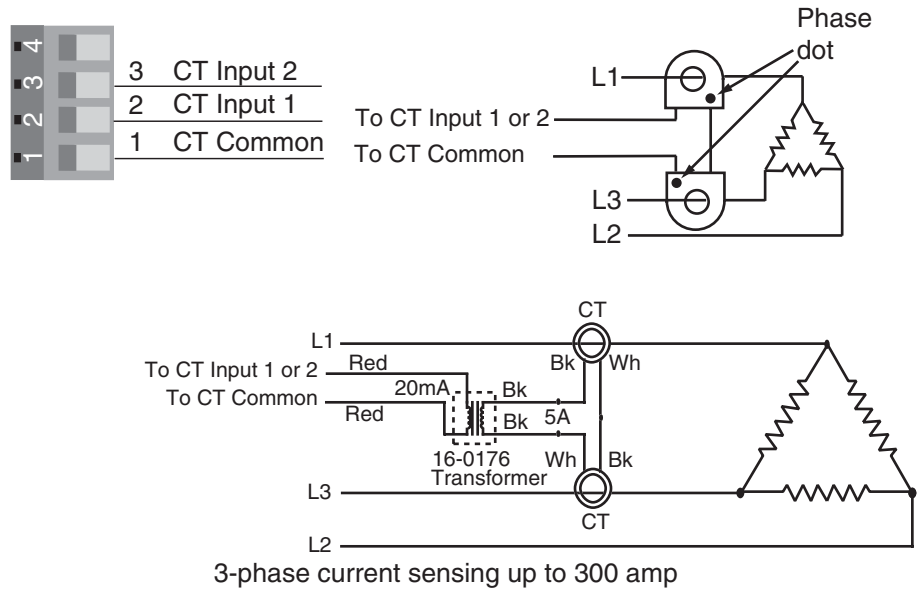 4
3
2
1
3 CT Input 2
2 CT Input 1
1 CT Common
Phase
dot
L1
To CT Input 1 or 2
To CT Common
L3
L2
CT
L1
Bk
Wh
To CT Input 1 or 2
Red
To CT Common
20mA
Bk
Red
5A
Bk
16-0176
Transformer
Wh
Bk
L3
CT
L2
3-phase current sensing up to 300 amp